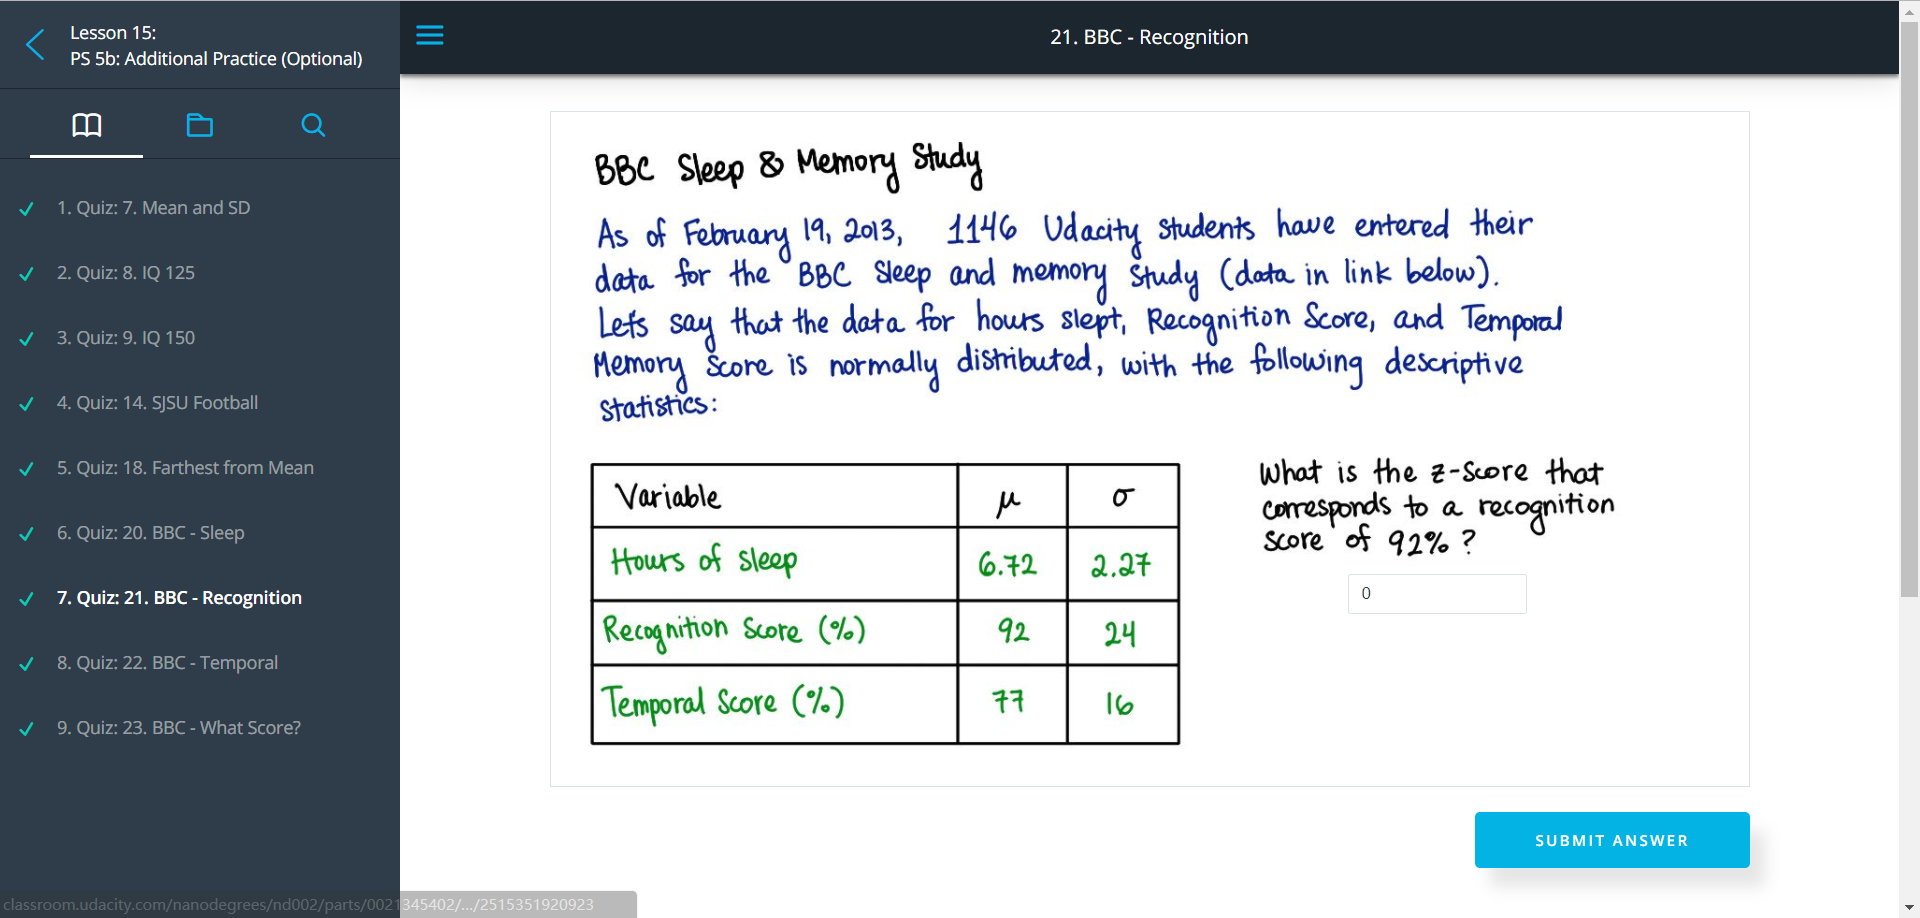 Lesson 15:
PS 5b: Additional Practice (Optional)
1. Quiz: 7. Mean and SD
2. Quiz: 8. IQ 125
3. Quiz: 9. IQ 150
4. Quiz: 14. SJSU Football
5. Quiz: 18. Farthest from Mean
6. Quiz: 20. BBC - Sleep
7. Quiz: 21. BBC - Recognition
8. Quiz: 22. BBC - Temporal
9. Quiz: 23. BBC - What Score?
classroom.udacity.com/nanodegrees/nd002/parts/0021345402/.../2515351920923
21. BBC - Recognition
BBC Sleep & Memory Study
As of February 19, 2013, 1146 Udacity students have entered their
data for the BBC Sleep and memory Study (data in link below).
Let's say that the data for hours slept, Recognition Score, and Temporal
Memory Score is normally distributed, with the following descriptive
statistics:
Variable μ σ
Hours of sleep 6.72 2.27
Recognition Score (%) 92 24
Temporal Score (%) 77 16
What is the z-score that
corresponds to a recognition
score of 92%?
0
SUBMIT ANSWER